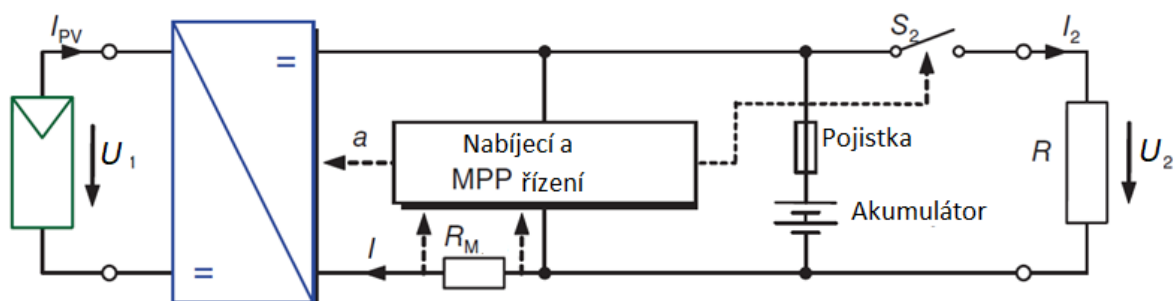 I_PV
S_2
I_2
=
Nabíjecí a
MPP řízení
a
Pojistka
U_1
R
U_2
Akumulátor
I
R_M
=